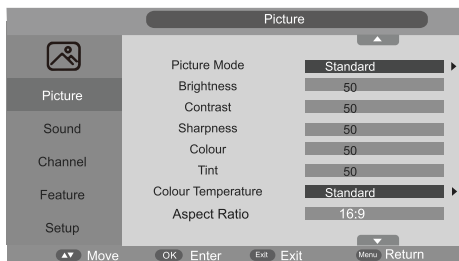 Picture
Picture
Sound
Channel
Feature
Setup
Picture Mode Standard
Brightness 50
Contrast 50
Sharpness 50
Colour 50
Tint 50
Colour Temperature Standard
Aspect Ratio 16:9
Move OK Enter Exit Exit Menu Return